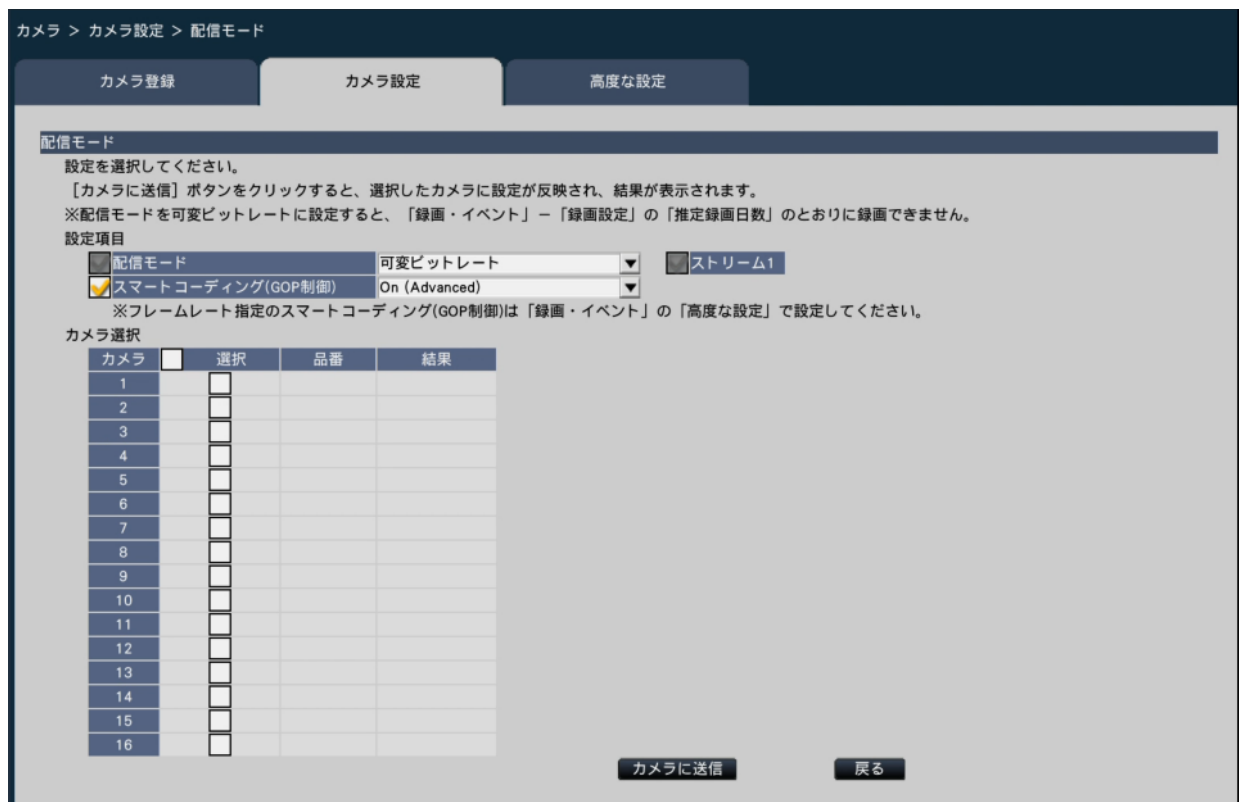 カメラ > カメラ設定 > 配信モード
カメラ登録 カメラ設定 高度な設定
配信モード
設定を選択してください。
［カメラに送信］ボタンをクリックすると、選択したカメラに設定が反映され、結果が表示されます。
※配信モードを可変ビットレートに設定すると、「録画・イベント」－「録画設定」の「推定録画日数」のとおりに録画できません。
設定項目
配信モード 可変ビットレート ストリーム1
スマートコーディング(GOP制御) On (Advanced)
※フレームレート指定のスマートコーディング(GOP制御)は「録画・イベント」の「高度な設定」で設定してください。
カメラ選択
カメラ 選択 品番 結果
1
2
3
4
5
6
7
8
9
10
11
12
13
14
15
16
カメラに送信 戻る